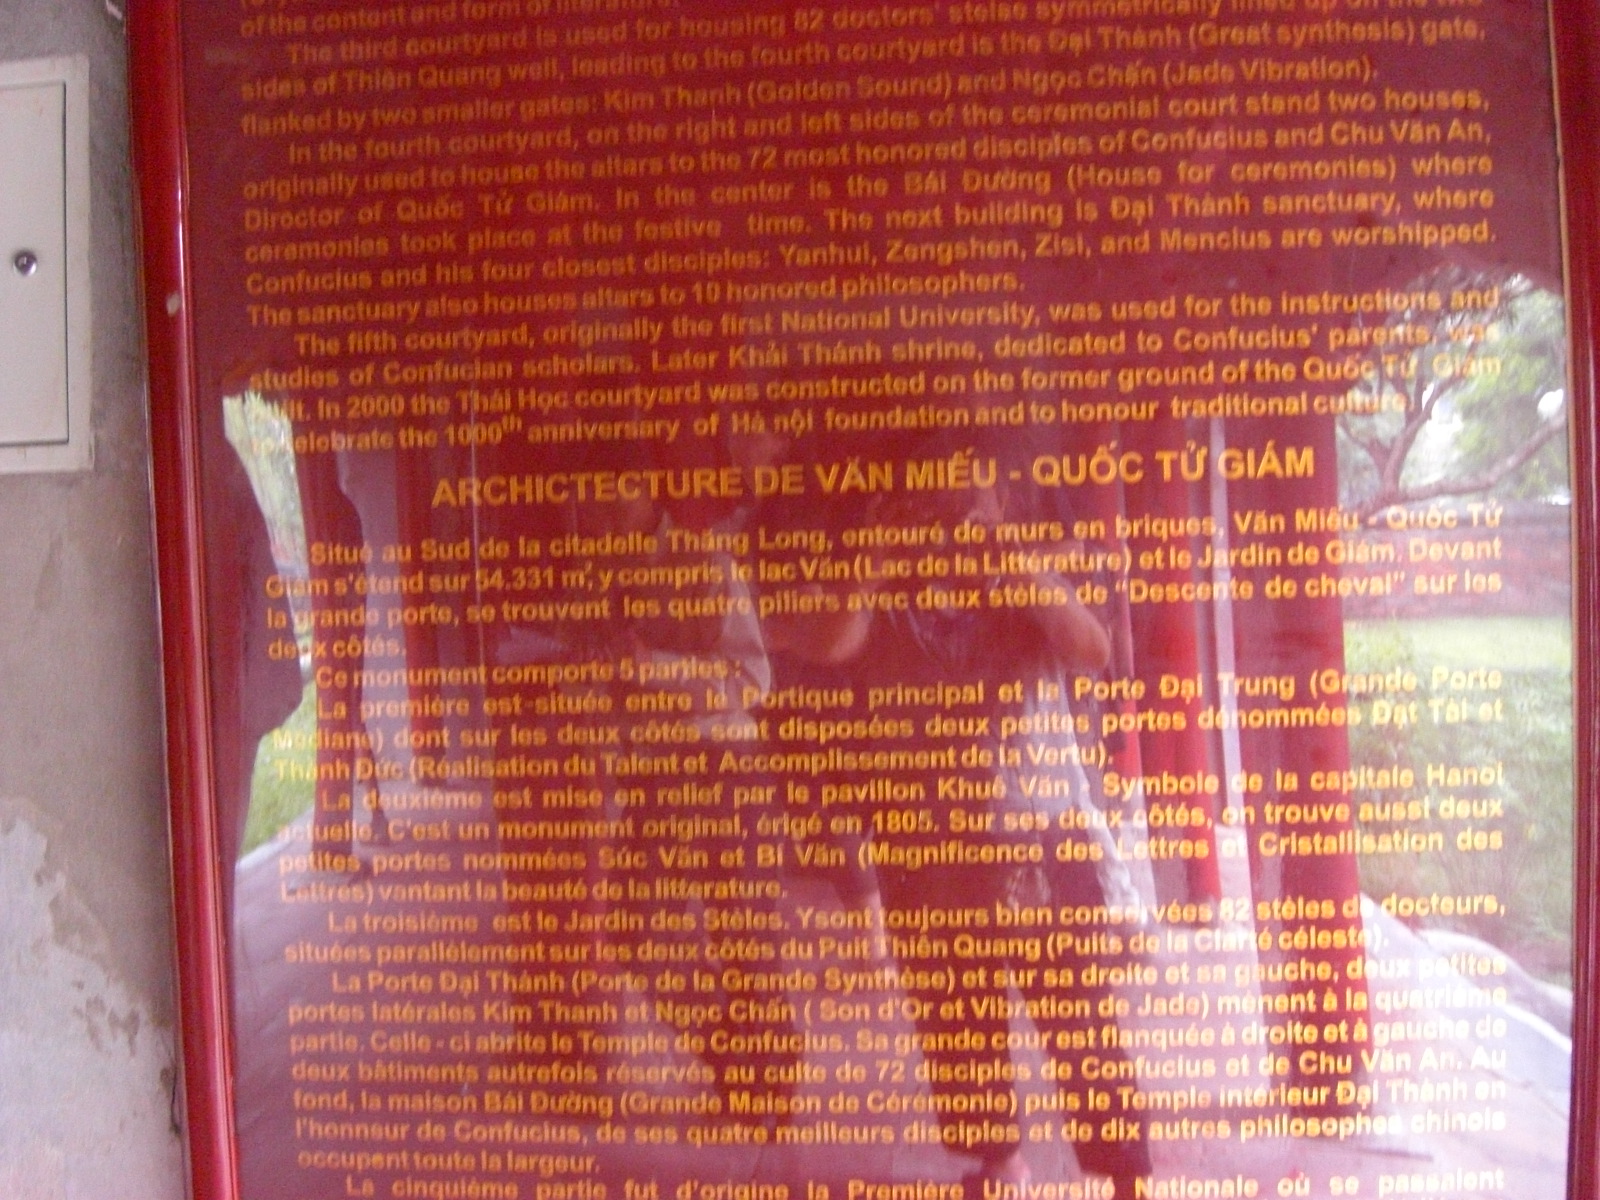 of the content and form of literature.
The third courtyard is used for housing 82 doctors' stelae symmetrically lined up on the two
sides of Thiên Quang well, leading to the fourth courtyard is the Đại Thành (Great synthesis) gate,
flanked by two smaller gates: Kim Thanh (Golden Sound) and Ngọc Chấn (Jade Vibration).
In the fourth courtyard, on the right and left sides of the ceremonial court stand two houses,
originally used to house the altars to the 72 most honored disciples of Confucius and Chu Văn An,
Director of Quốc Tử Giám. In the center is the Bái Đường (House for ceremonies) where
ceremonies took place at the festive time. The next building is Đại Thành sanctuary, where
Confucius and his four closest disciples: Yanhui, Zengshen, Zisi, and Mencius are worshipped.
The sanctuary also houses altars to 10 honored philosophers.
The fifth courtyard, originally the first National University, was used for the instructions and
studies of Confucian scholars. Later Khải Thánh shrine, dedicated to Confucius' parents, was
built. In 2000 the Thái Học courtyard was constructed on the former ground of the Quốc Tử Giám
to celebrate the 1000th anniversary of Hà nội foundation and to honour traditional culture.
ARCHICTECTURE DE VĂN MIẾU - QUỐC TỬ GIÁM
Situé au Sud de la citadelle Thăng Long, entouré de murs en briques, Văn Miếu - Quốc Tử
Giám s'étend sur 54.331 m², y compris le lac Văn (Lac de la Littérature) et le Jardin de Giám. Devant
la grande porte, se trouvent les quatre piliers avec deux stèles de "Descente de cheval" sur les
deux côtés.
Ce monument comporte 5 parties :
La première est-située entre le Portique principal et la Porte Đại Trung (Grande Porte
Mediane) dont sur les deux côtés sont disposées deux petites portes dénommées Đạt Tài et
Thành Đức (Réalisation du Talent et Accomplissement de la Vertu).
La deuxième est mise en relief par le pavillon Khuê Văn - Symbole de la capitale Hanoi
actuelle. C'est un monument original, érigé en 1805. Sur ses deux côtés, on trouve aussi deux
petites portes nommées Súc Văn et Bí Văn (Magnificence des Lettres et Cristallisation des
Lettres) vantant la beauté de la litterature.
La troisième est le Jardin des Stèles. Ysont toujours bien conservées 82 stèles de docteurs,
situées parallèlement sur les deux côtés du Puit Thiên Quang (Puits de la Clarté céleste).
La Porte Đại Thành (Porte de la Grande Synthèse) et sur sa droite et sa gauche, deux petites
portes latérales Kim Thanh et Ngọc Chấn ( Son d'Or et Vibration de Jade) mènent à la quatrième
partie. Celle - ci abrite le Temple de Confucius. Sa grande cour est flanquée à droite et à gauche de
deux bâtiments autrefois réservés au culte de 72 disciples de Confucius et de Chu Văn An. Au
fond, la maison Bái Đường (Grande Maison de Cérémonie) puis le Temple intérieur Đại Thành en
l'honneur de Confucius, de ses quatre meilleurs disciples et de dix autres philosophes chinois
occupent toute la largeur.
La cinquième partie fut d'origine la Première Université Nationale où se passaient